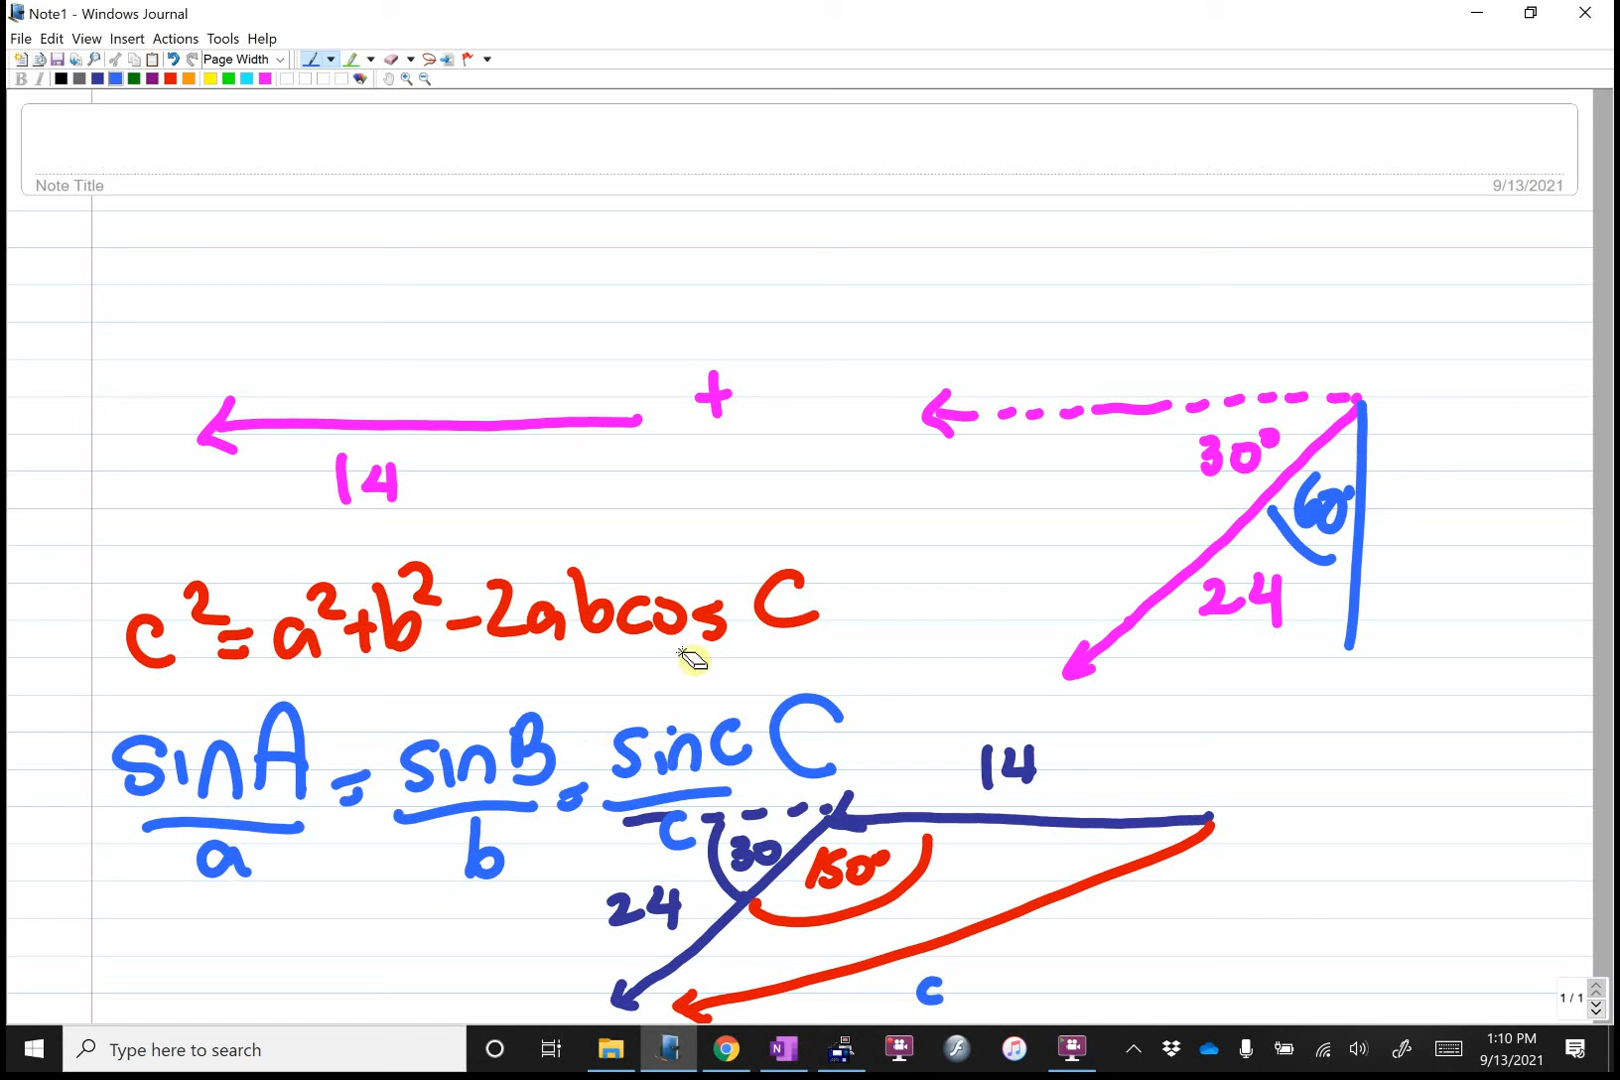 Note1 - Windows Journal
File Edit View Insert Actions Tools Help
Page Width
B I
Note Title
9/13/2021
+
14
30°
60°
24
c² = a² + b² - 2ab cos C
sin A / a = sin B / b = sin c C / c
14
30
150°
24
c
1 / 1
Type here to search
1:10 PM
9/13/2021